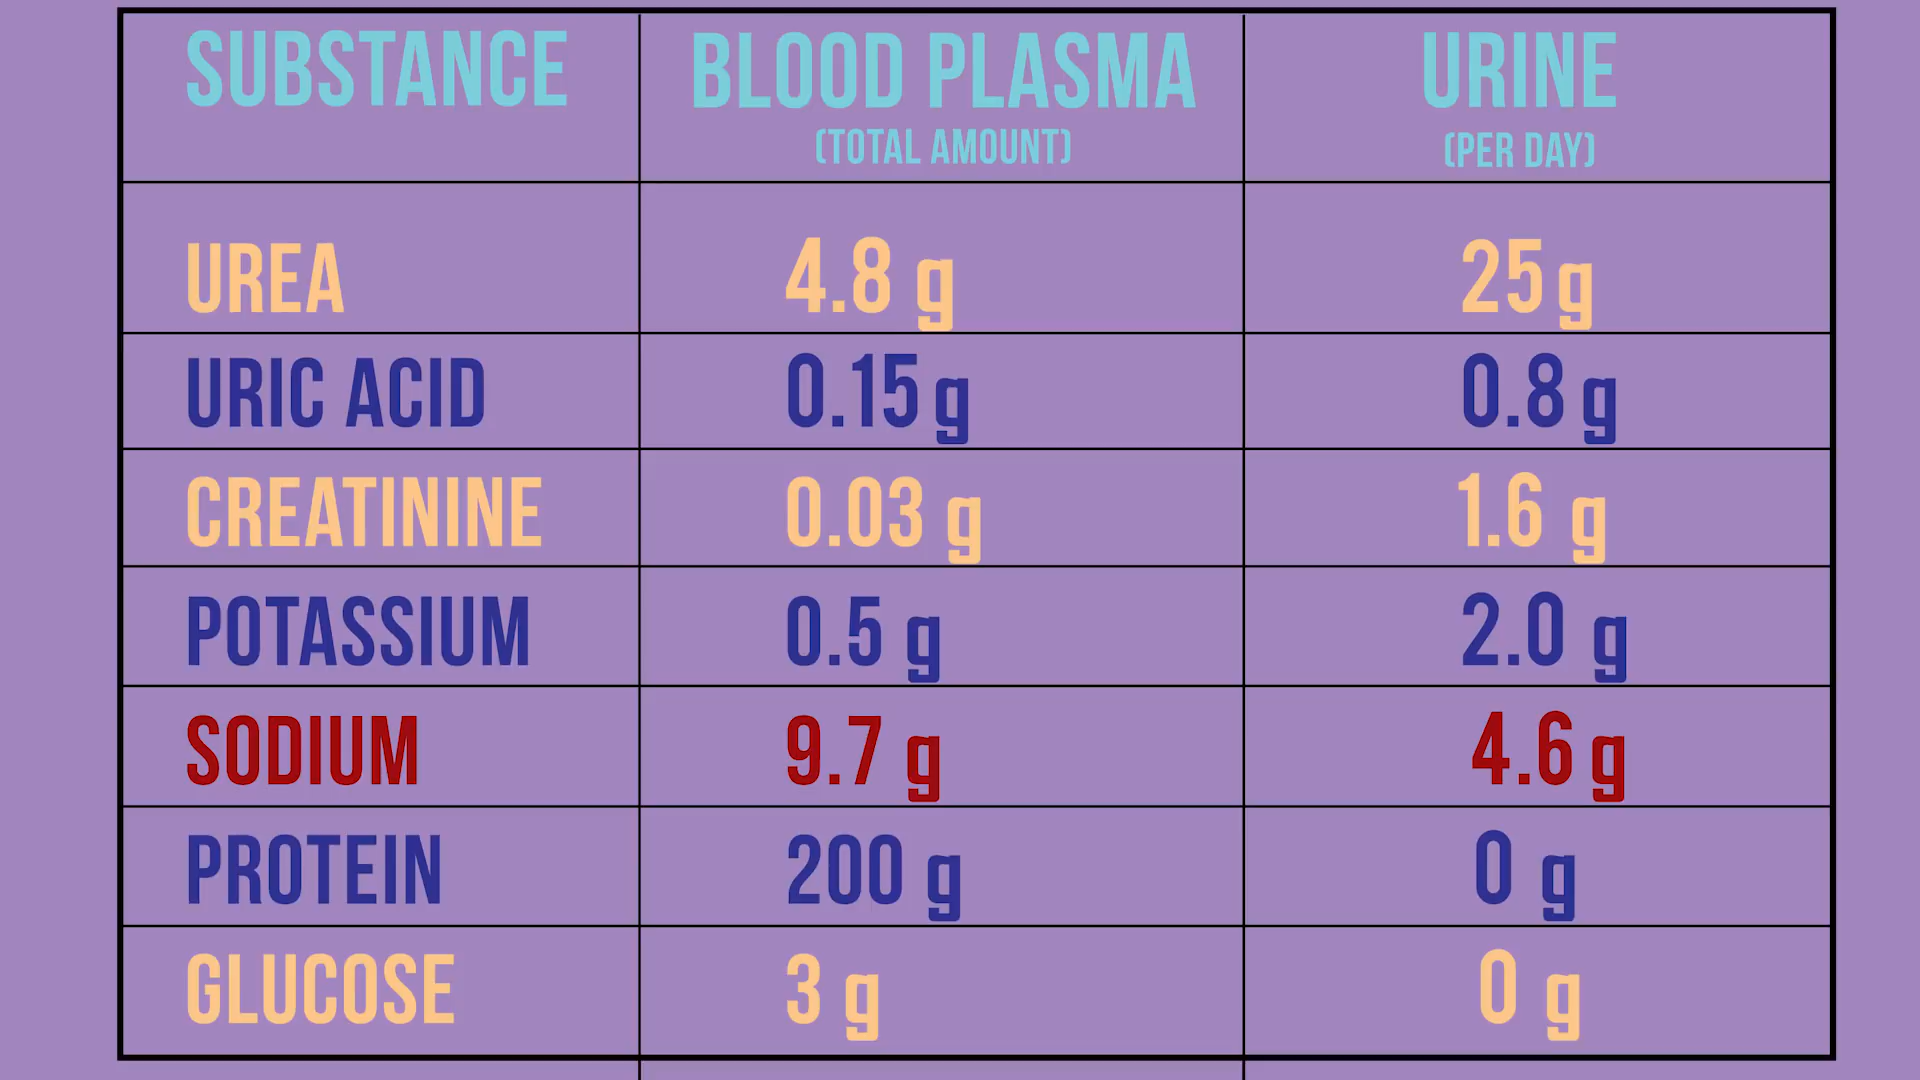 SUBSTANCE BLOOD PLASMA URINE
(TOTAL AMOUNT) (PER DAY)
UREA 4.8 g 25 g
URIC ACID 0.15 g 0.8 g
CREATININE 0.03 g 1.6 g
POTASSIUM 0.5 g 2.0 g
SODIUM 9.7 g 4.6 g
PROTEIN 200 g 0 g
GLUCOSE 3 g 0 g